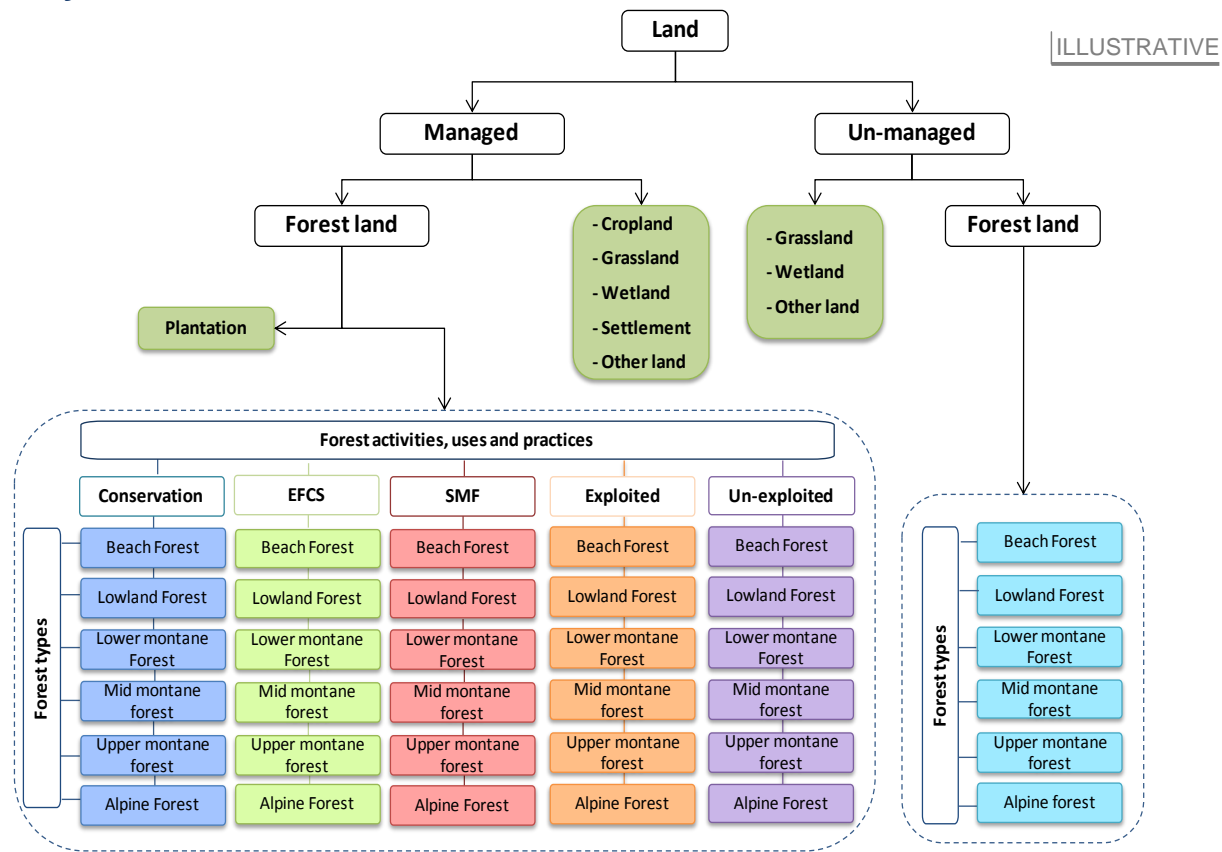 Land
ILLUSTRATIVE
Managed
Un-managed
Forest land
- Cropland
- Grassland
- Wetland
- Settlement
- Other land
- Grassland
- Wetland
- Other land
Forest land
Plantation
Forest activities, uses and practices
Conservation
EFCS
SMF
Exploited
Un-exploited
Forest types
Beach Forest
Beach Forest
Beach Forest
Beach Forest
Beach Forest
Lowland Forest
Lowland Forest
Lowland Forest
Lowland Forest
Lowland Forest
Lower montane
Forest
Lower montane
Forest
Lower montane
Forest
Lower montane
Forest
Lower montane
Forest
Mid montane
forest
Mid montane
forest
Mid montane
forest
Mid montane
forest
Mid montane
forest
Upper montane
forest
Upper montane
forest
Upper montane
forest
Upper montane
forest
Upper montane
forest
Alpine Forest
Alpine Forest
Alpine Forest
Alpine Forest
Alpine Forest
Forest types
Beach Forest
Lowland Forest
Lower montane
Forest
Mid montane
forest
Upper montane
forest
Alpine forest